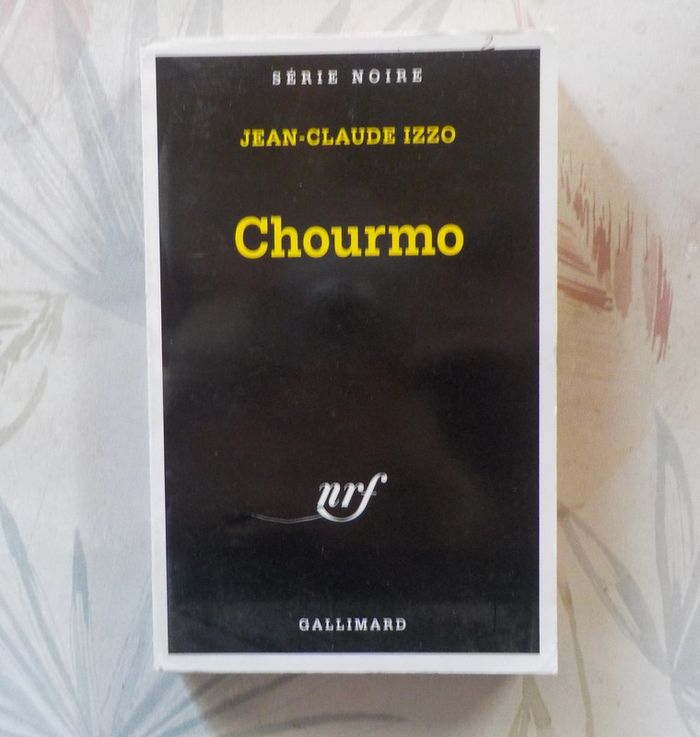 SÉRIE NOIRE
JEAN-CLAUDE IZZO
Chourmo
nrf
GALLIMARD